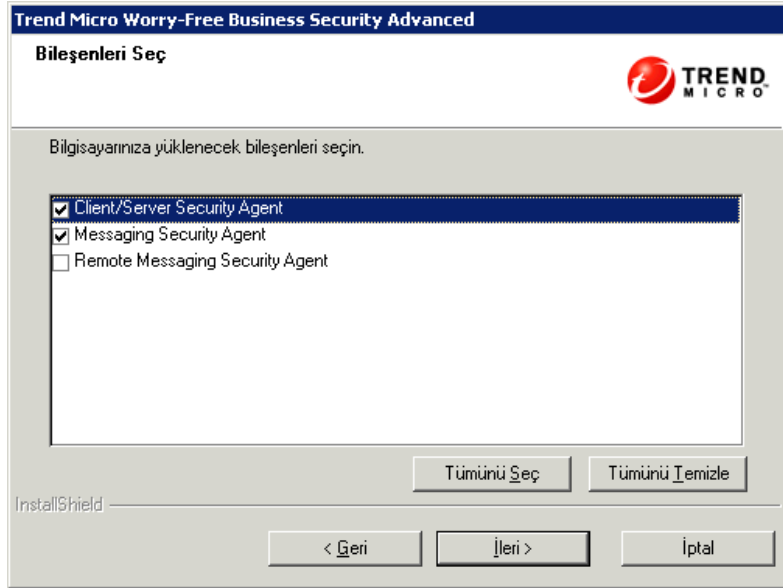 Trend Micro Worry-Free Business Security Advanced
Bileşenleri Seç
TREND
MICRO™
Bilgisayarınıza yüklenecek bileşenleri seçin.
Client/Server Security Agent
Messaging Security Agent
Remote Messaging Security Agent
Tümünü Seç Tümünü Temizle
InstallShield
< Geri İleri > İptal